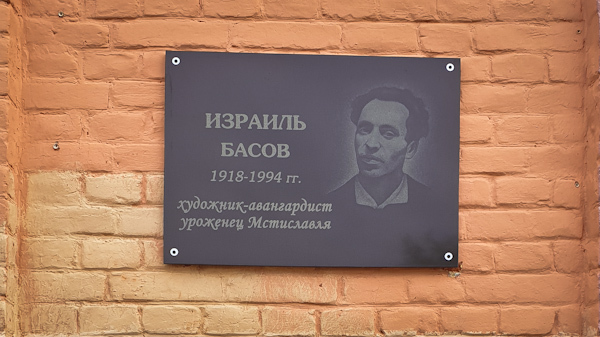 ИЗРАИЛЬ
БАСОВ
1918-1994 гг.
художник-авангардист
уроженец Мстиславля